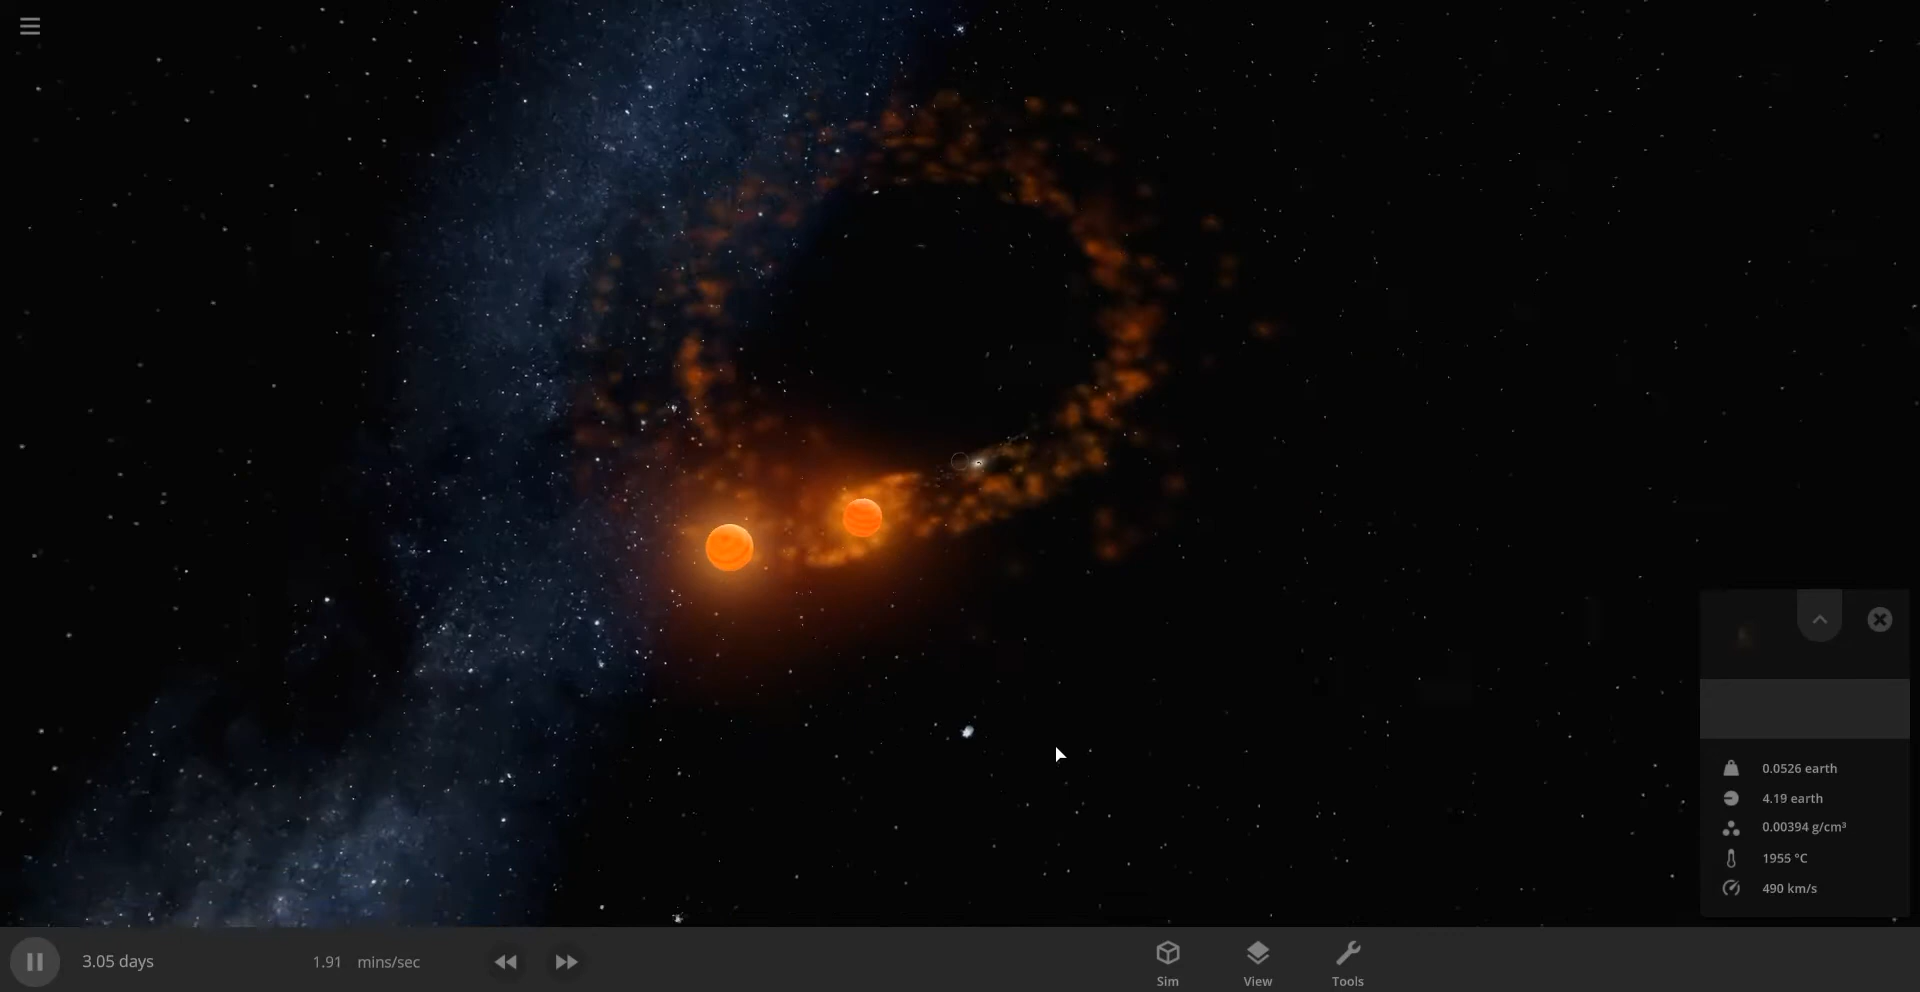 0.0526 earth
4.19 earth
0.00394 g/cm³
1955 °C
490 km/s
3.05 days
1.91 mins/sec
Sim View Tools